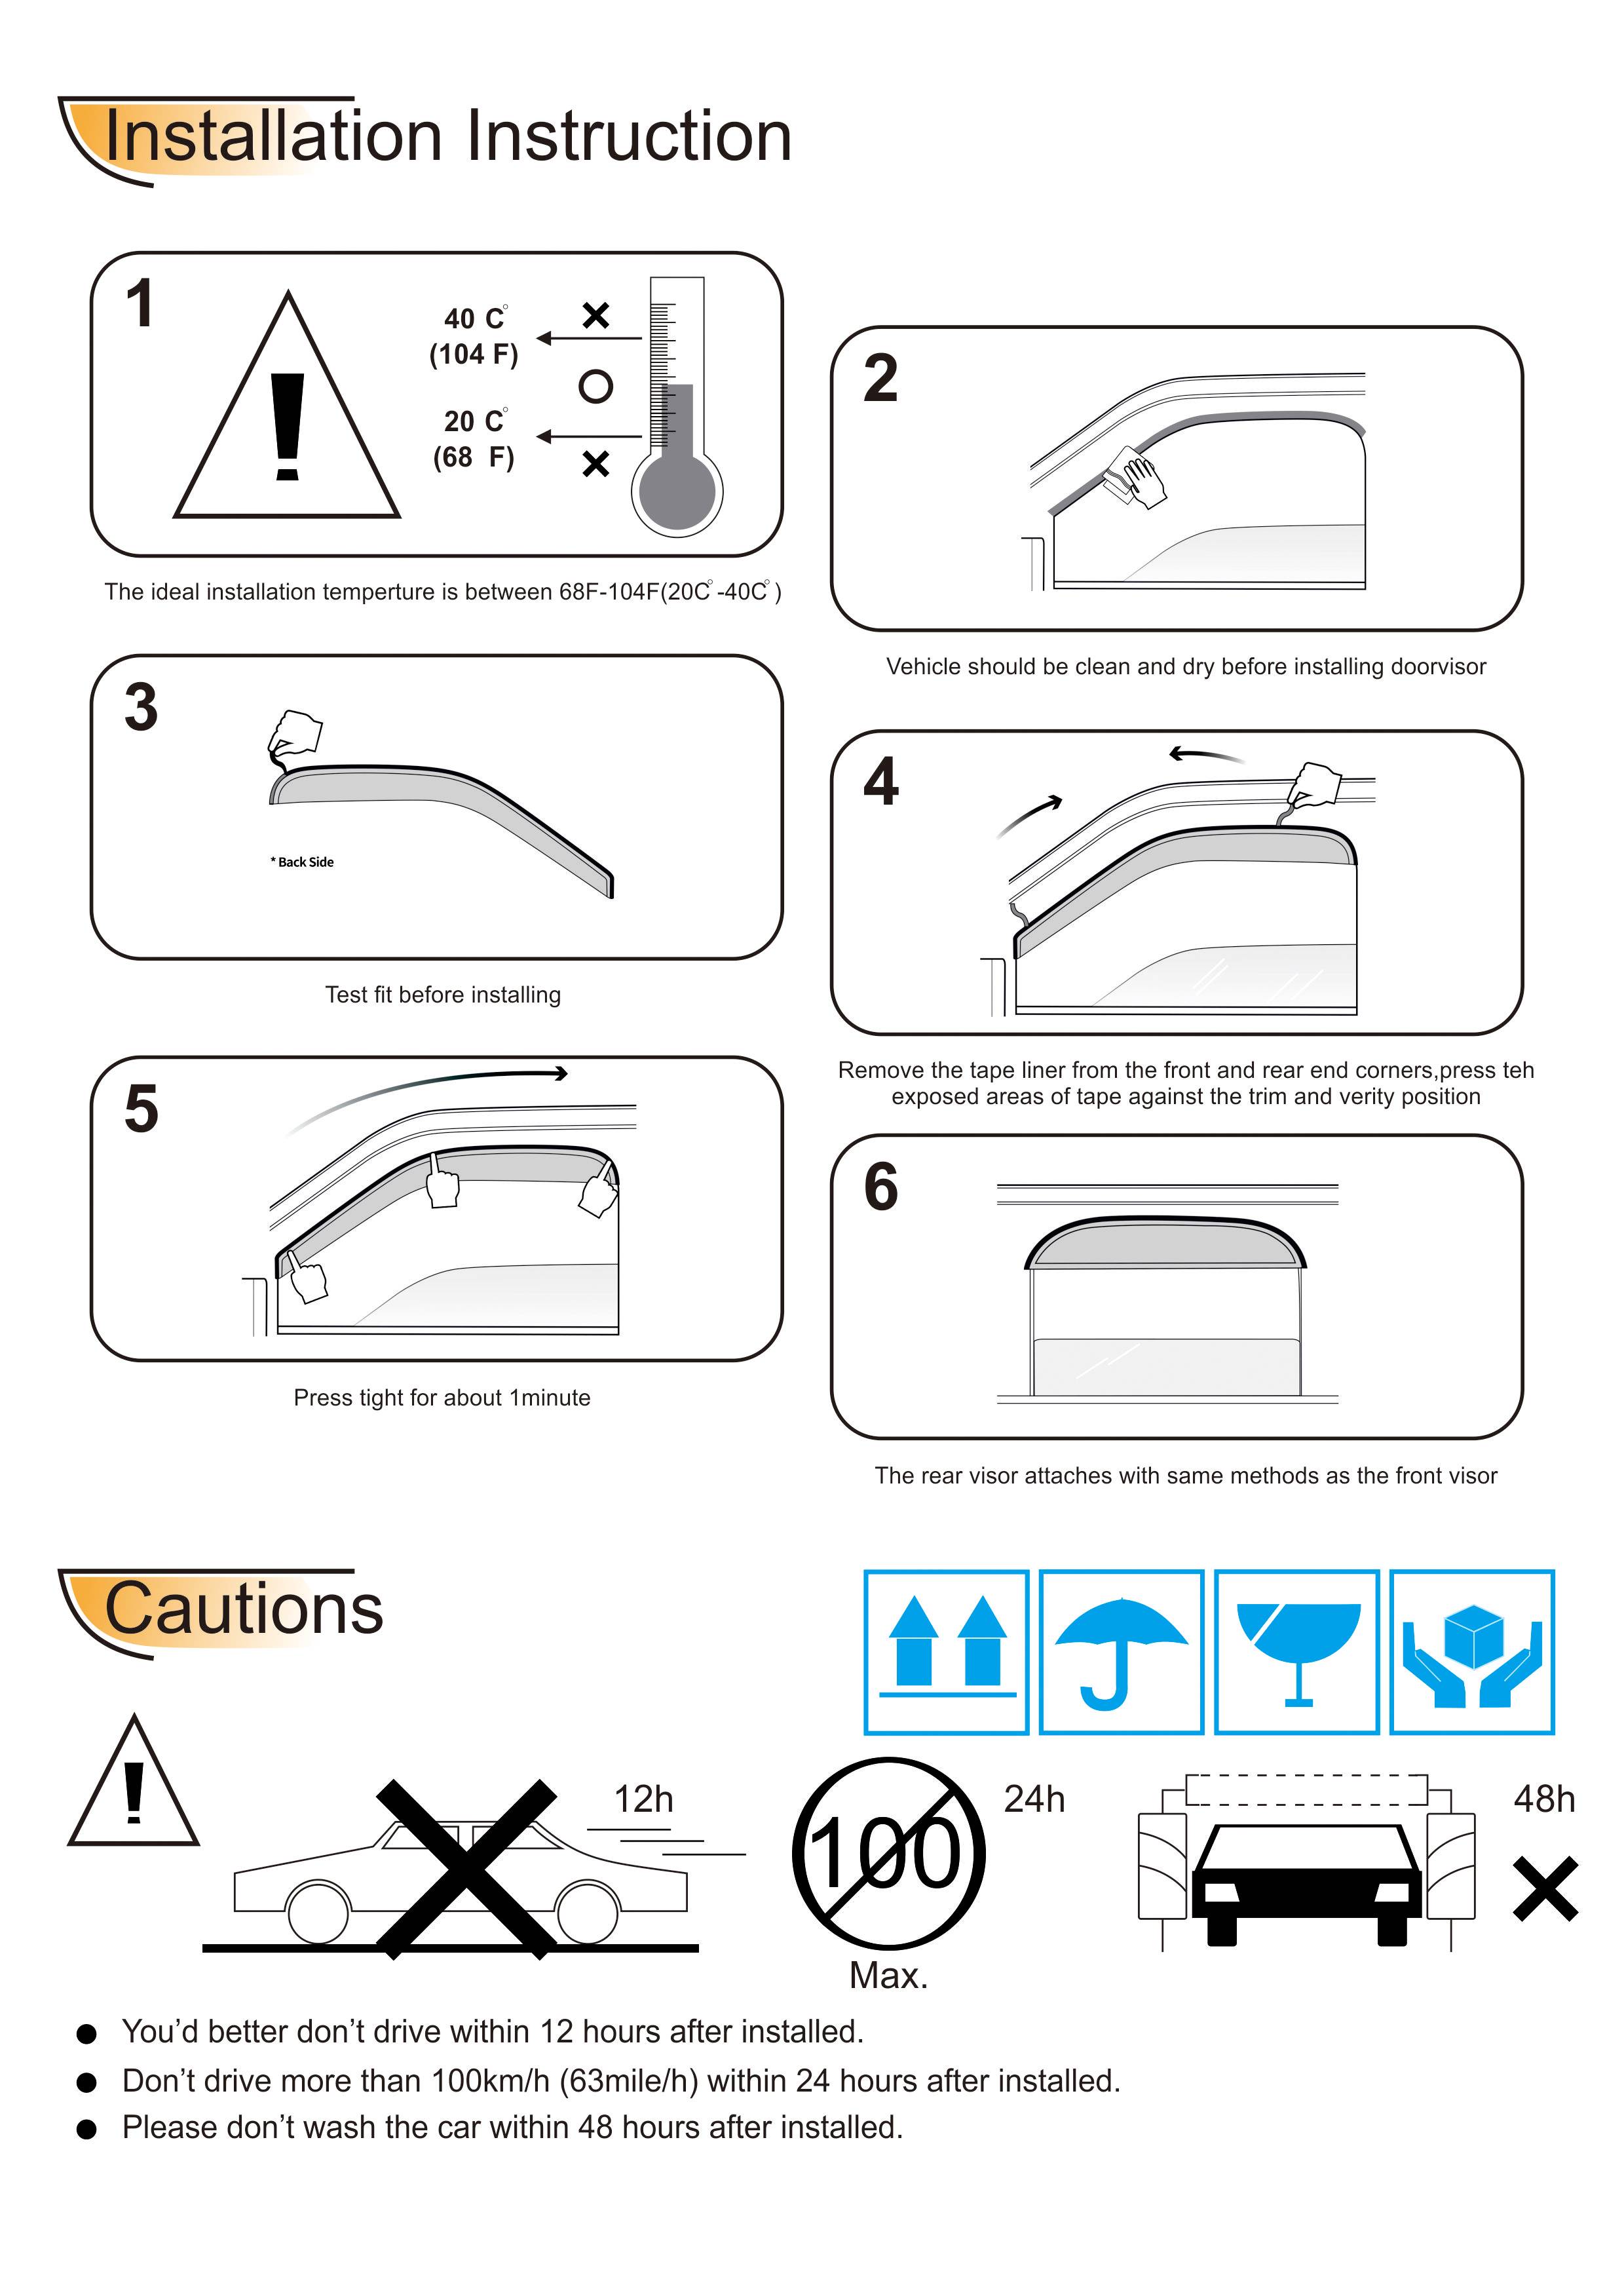 Installation Instruction
1
40 C°
(104 F)
20 C°
(68 F)
The ideal installation temperture is between 68F-104F(20C°-40C°)
2
Vehicle should be clean and dry before installing doorvisor
3
* Back Side
Test fit before installing
4
Remove the tape liner from the front and rear end corners,press teh
exposed areas of tape against the trim and verity position
5
Press tight for about 1minute
6
The rear visor attaches with same methods as the front visor
Cautions
12h
100
Max.
24h
48h
● You’d better don’t drive within 12 hours after installed.
● Don’t drive more than 100km/h (63mile/h) within 24 hours after installed.
● Please don’t wash the car within 48 hours after installed.